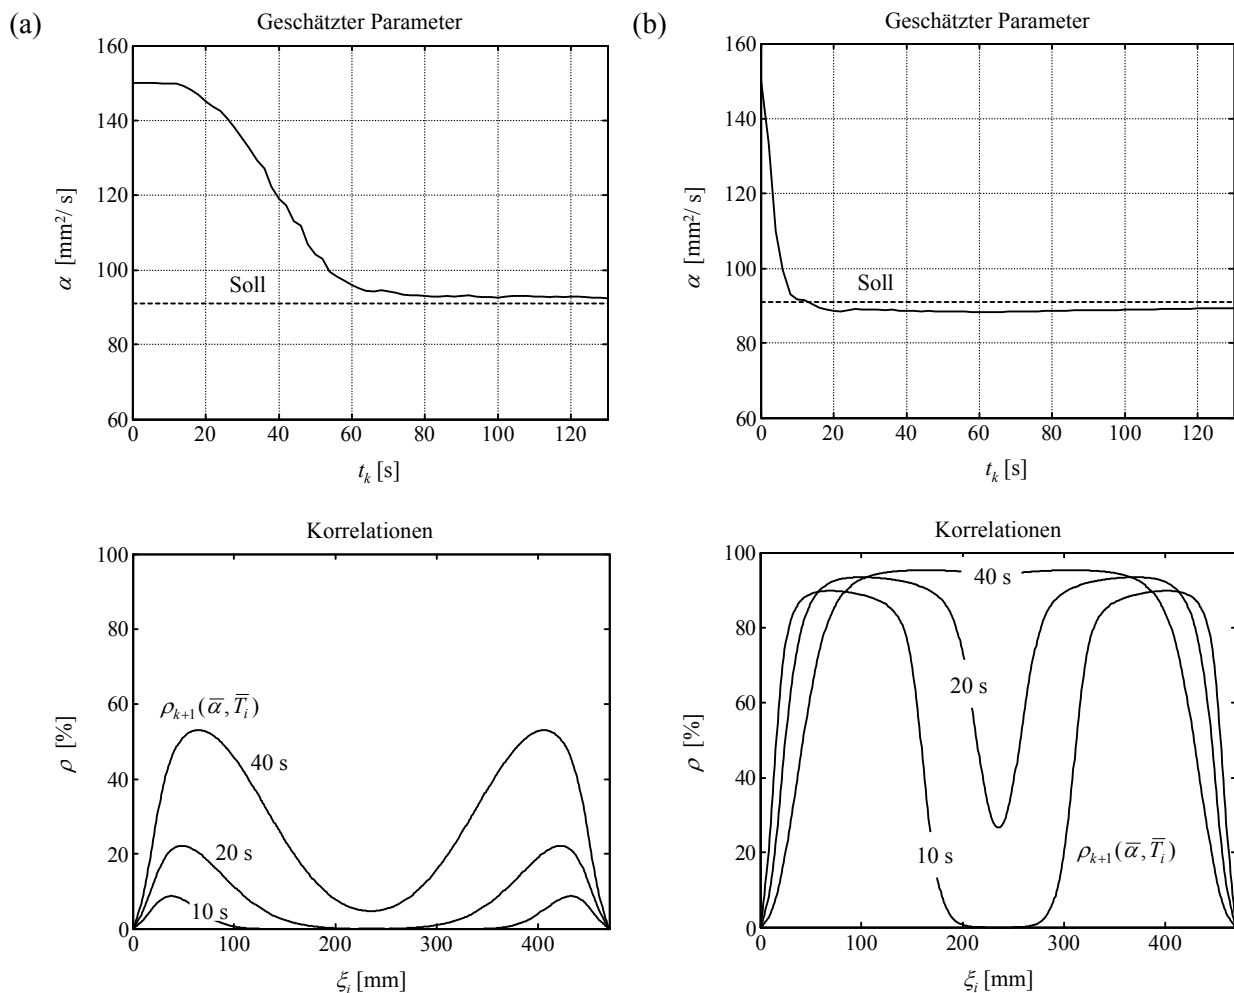 (a)
Geschätzter Parameter
160
140
120
100
80
60
α [mm²/ s]
Soll
0 20 40 60 80 100 120
t_k [s]
Korrelationen
100
80
60
40
20
0
ρ [%]
ρ_{k+1}(ᾱ, T̄_i)
40 s
20 s
10 s
0 100 200 300 400
ξ_i [mm]
(b)
Geschätzter Parameter
160
140
120
100
80
60
α [mm²/ s]
Soll
0 20 40 60 80 100 120
t_k [s]
Korrelationen
100
80
60
40
20
0
ρ [%]
40 s
20 s
10 s
ρ_{k+1}(ᾱ, T̄_i)
0 100 200 300 400
ξ_i [mm]